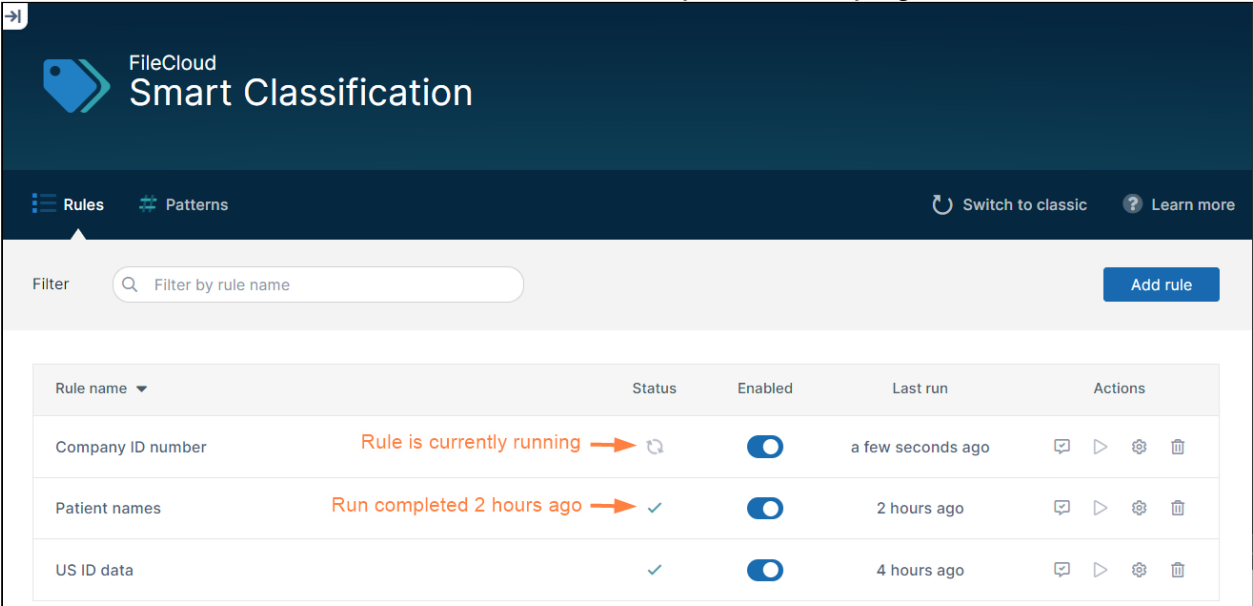 FileCloud
Smart Classification
Rules Patterns Switch to classic ? Learn more
Filter Filter by rule name Add rule
Rule name Status Enabled Last run Actions
Company ID number Rule is currently running a few seconds ago
Patient names Run completed 2 hours ago 2 hours ago
US ID data 4 hours ago